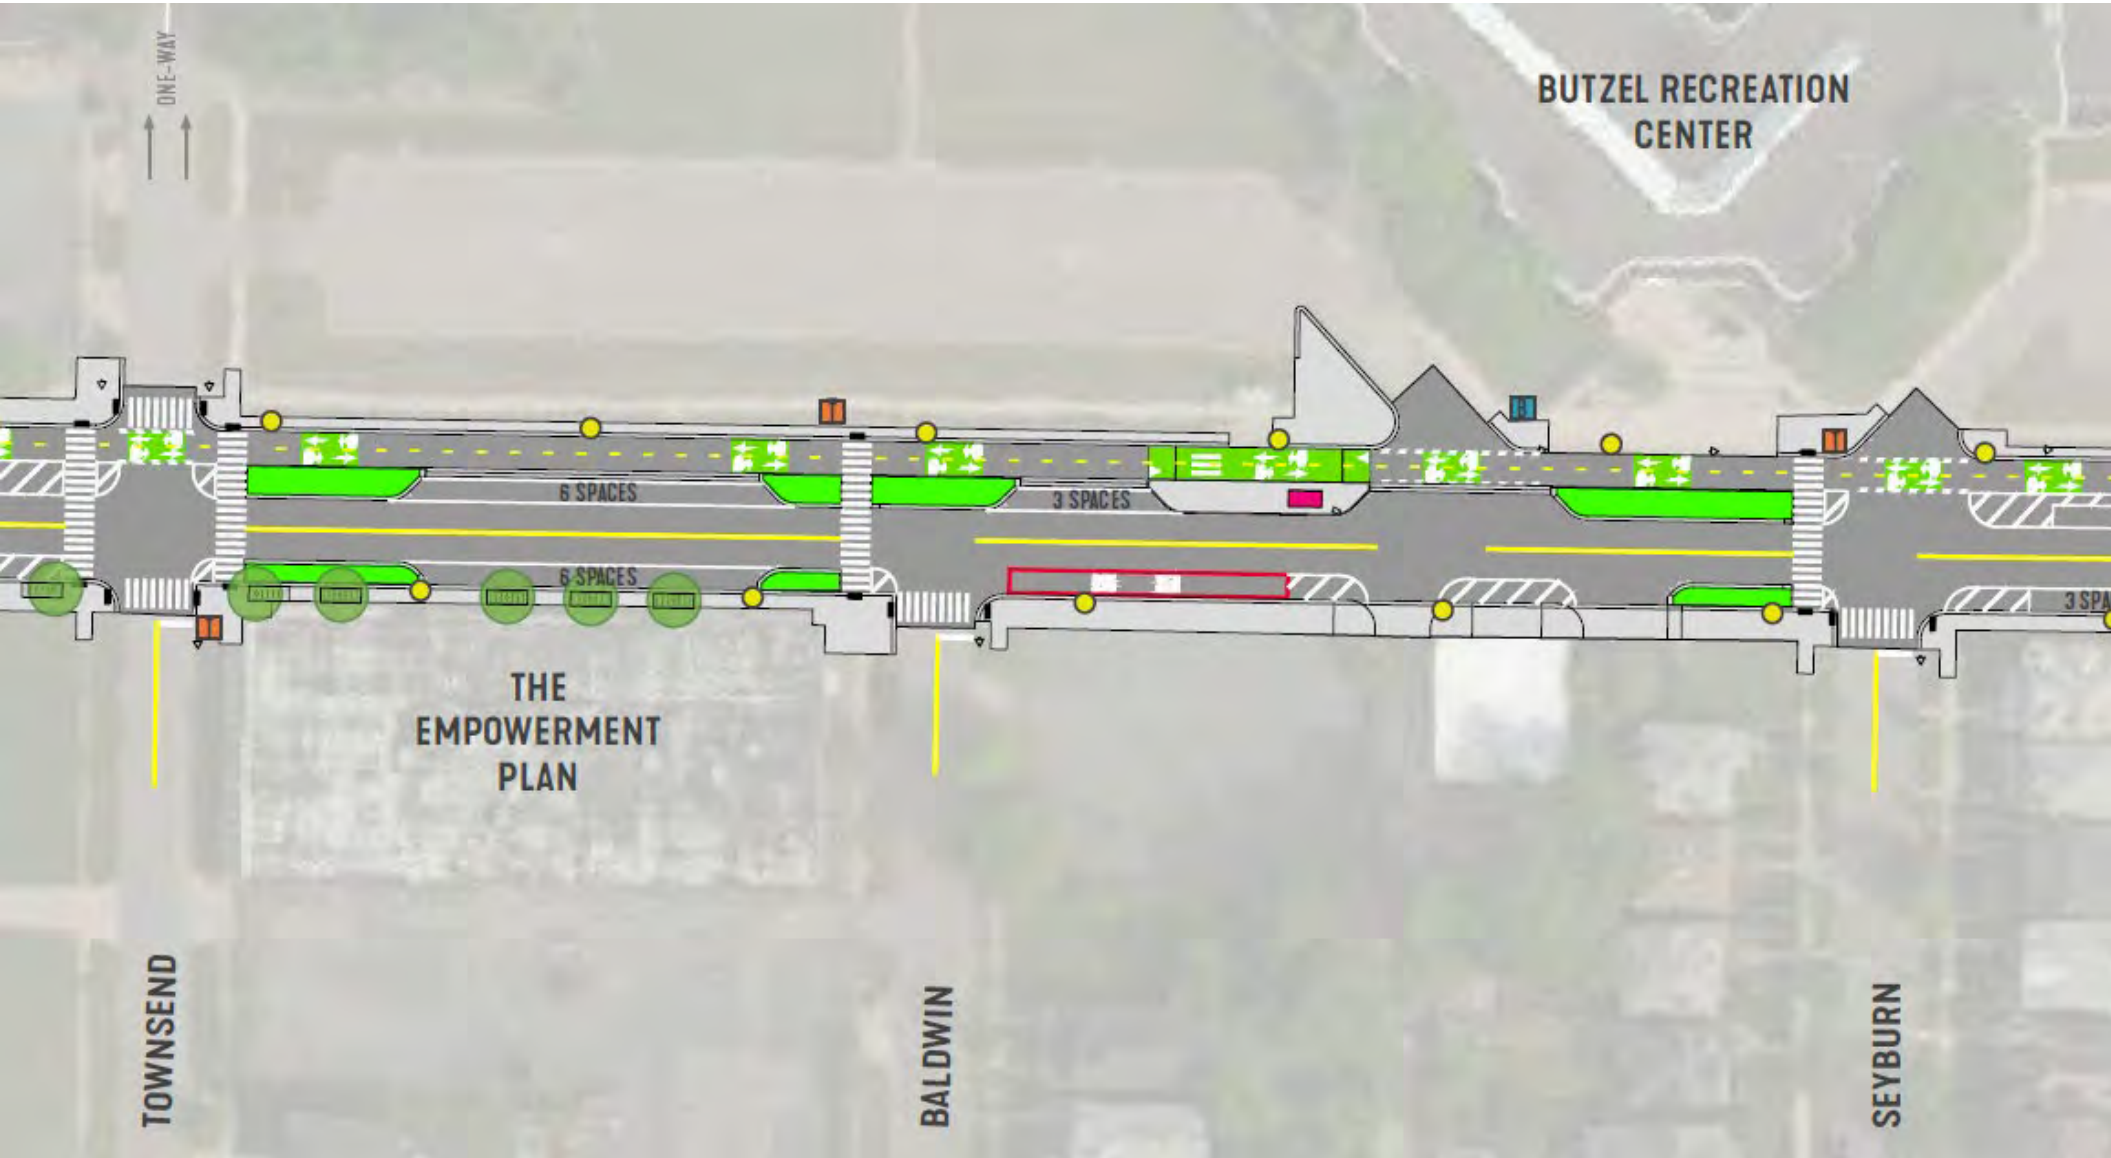 ONE-WAY
BUTZEL RECREATION
CENTER
B
6 SPACES
3 SPACES
6 SPACES
3 SPA
THE
EMPOWERMENT
PLAN
TOWNSEND
BALDWIN
SEYBURN